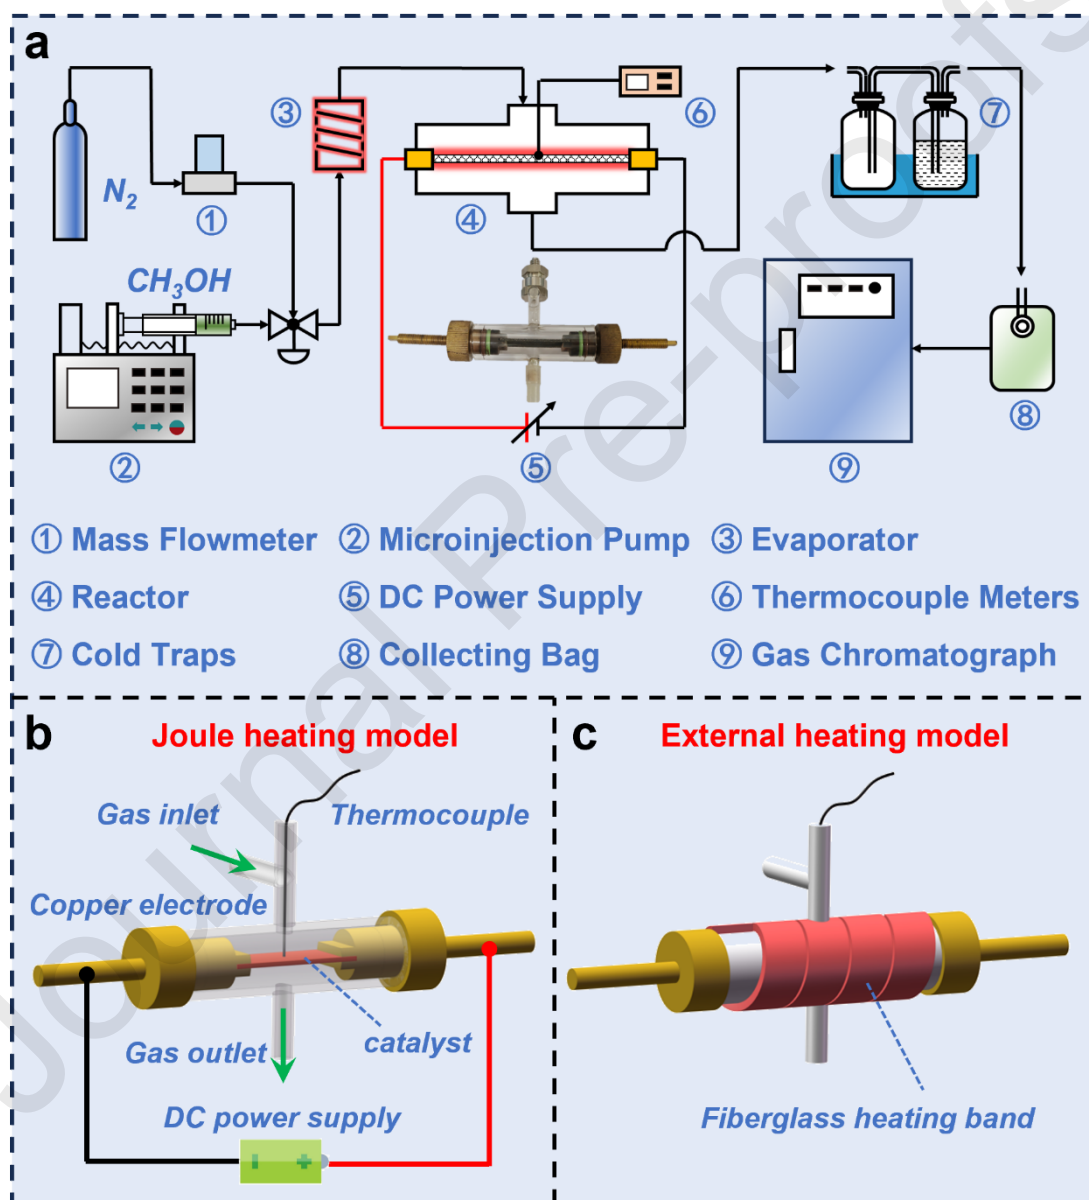 a
N₂
①
CH₃OH
②
③
④
⑤
⑥
⑦
⑧
⑨
① Mass Flowmeter ② Microinjection Pump ③ Evaporator
④ Reactor ⑤ DC Power Supply ⑥ Thermocouple Meters
⑦ Cold Traps ⑧ Collecting Bag ⑨ Gas Chromatograph
b Joule heating model
Gas inlet
Thermocouple
Copper electrode
Gas outlet
catalyst
DC power supply
c External heating model
Fiberglass heating band
Journal Pre-proofs